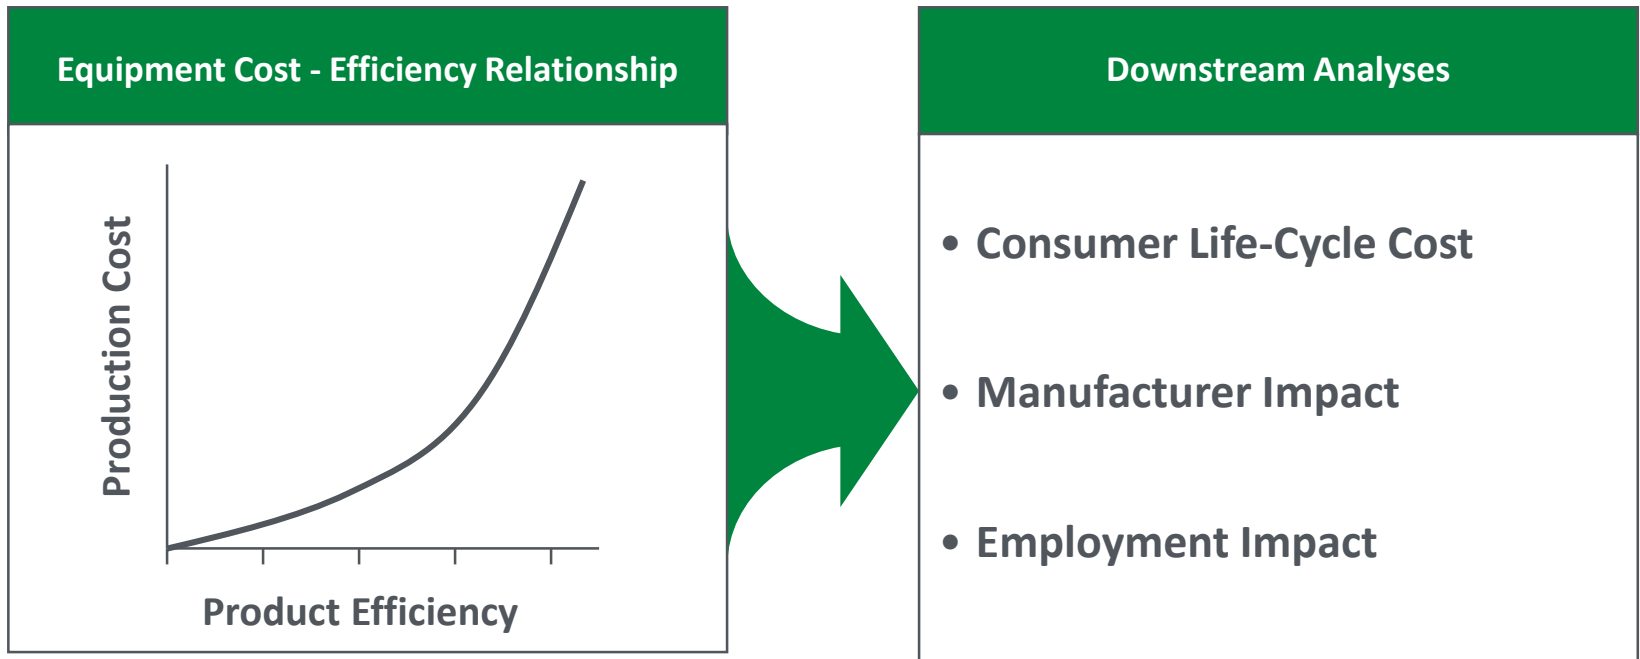 Equipment Cost - Efficiency Relationship
Production Cost
Product Efficiency
Downstream Analyses
• Consumer Life-Cycle Cost
• Manufacturer Impact
• Employment Impact